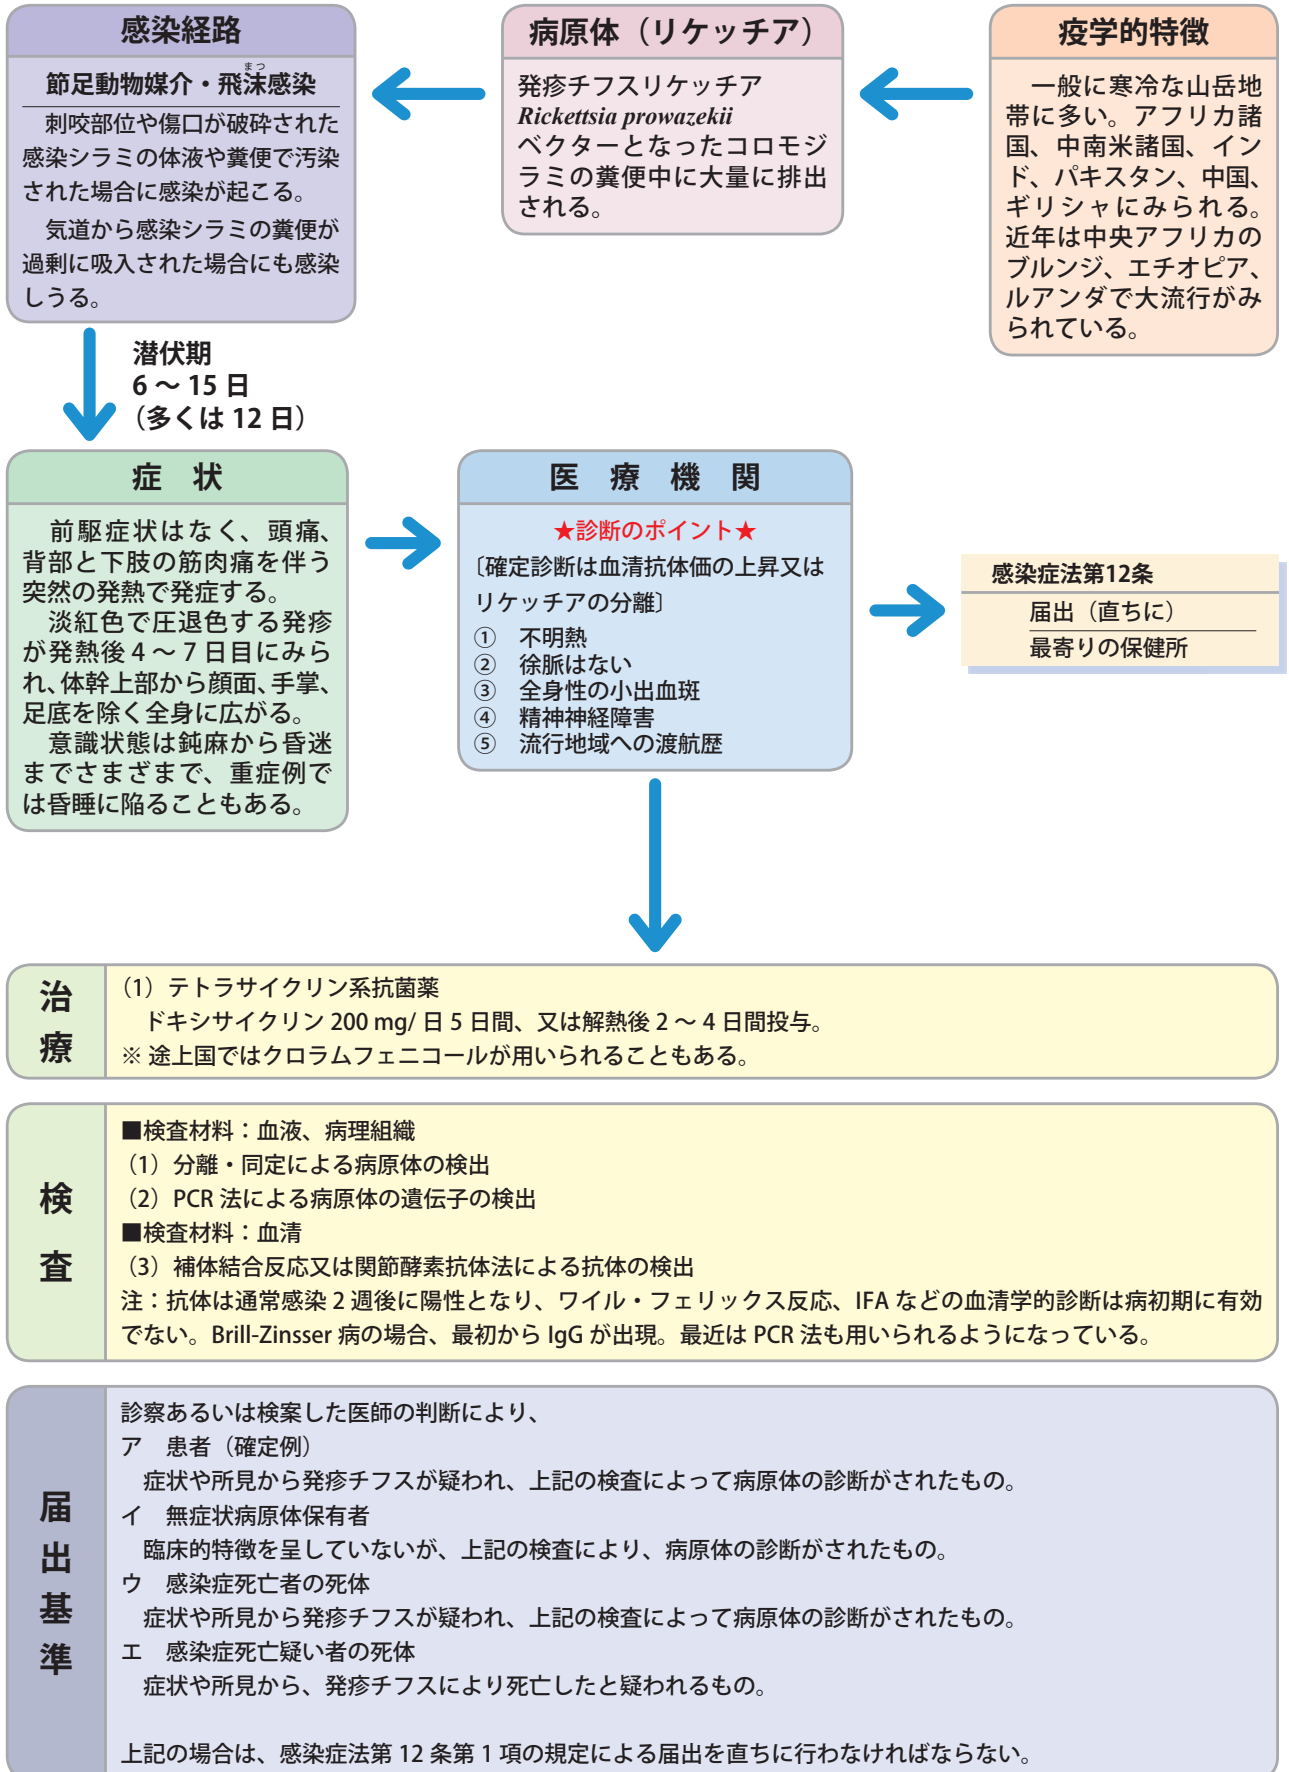 感染経路
節足動物媒介・飛沫感染
まつ
刺咬部位や傷口が破砕された
感染シラミの体液や糞便で汚染
された場合に感染が起こる。
気道から感染シラミの糞便が
過剰に吸入された場合にも感染
しうる。
病原体（リケッチア）
発疹チフスリケッチア
Rickettsia prowazekii
ベクターとなったコロモジ
ラミの糞便中に大量に排出
される。
疫学的特徴
一般に寒冷な山岳地
帯に多い。アフリカ諸
国、中南米諸国、イン
ド、パキスタン、中国、
ギリシャにみられる。
近年は中央アフリカの
ブルンジ、エチオピア、
ルアンダで大流行がみ
られている。
潜伏期
6 ～ 15 日
（多くは 12 日）
症　状
前駆症状はなく、頭痛、
背部と下肢の筋肉痛を伴う
突然の発熱で発症する。
淡紅色で圧退色する発疹
が発熱後 4 ～ 7 日目にみら
れ、体幹上部から顔面、手掌、
足底を除く全身に広がる。
意識状態は鈍麻から昏迷
までさまざまで、重症例で
は昏睡に陥ることもある。
医　療　機　関
★診断のポイント★
〔確定診断は血清抗体価の上昇又は
リケッチアの分離〕
①　不明熱
②　徐脈はない
③　全身性の小出血斑
④　精神神経障害
⑤　流行地域への渡航歴
感染症法第12条
届出（直ちに）
最寄りの保健所
治療
（1）テトラサイクリン系抗菌薬
ドキシサイクリン 200 mg/ 日 5 日間、又は解熱後 2 ～ 4 日間投与。
※ 途上国ではクロラムフェニコールが用いられることもある。
検査
■検査材料：血液、病理組織
（1）分離・同定による病原体の検出
（2）PCR 法による病原体の遺伝子の検出
■検査材料：血清
（3）補体結合反応又は関節酵素抗体法による抗体の検出
注：抗体は通常感染 2 週後に陽性となり、ワイル・フェリックス反応、IFA などの血清学的診断は病初期に有効
でない。Brill-Zinsser 病の場合、最初から IgG が出現。最近は PCR 法も用いられるようになっている。
届出基準
診察あるいは検案した医師の判断により、
ア　患者（確定例）
症状や所見から発疹チフスが疑われ、上記の検査によって病原体の診断がされたもの。
イ　無症状病原体保有者
臨床的特徴を呈していないが、上記の検査により、病原体の診断がされたもの。
ウ　感染症死亡者の死体
症状や所見から発疹チフスが疑われ、上記の検査によって病原体の診断がされたもの。
エ　感染症死亡疑い者の死体
症状や所見から、発疹チフスにより死亡したと疑われるもの。
上記の場合は、感染症法第 12 条第 1 項の規定による届出を直ちに行わなければならない。